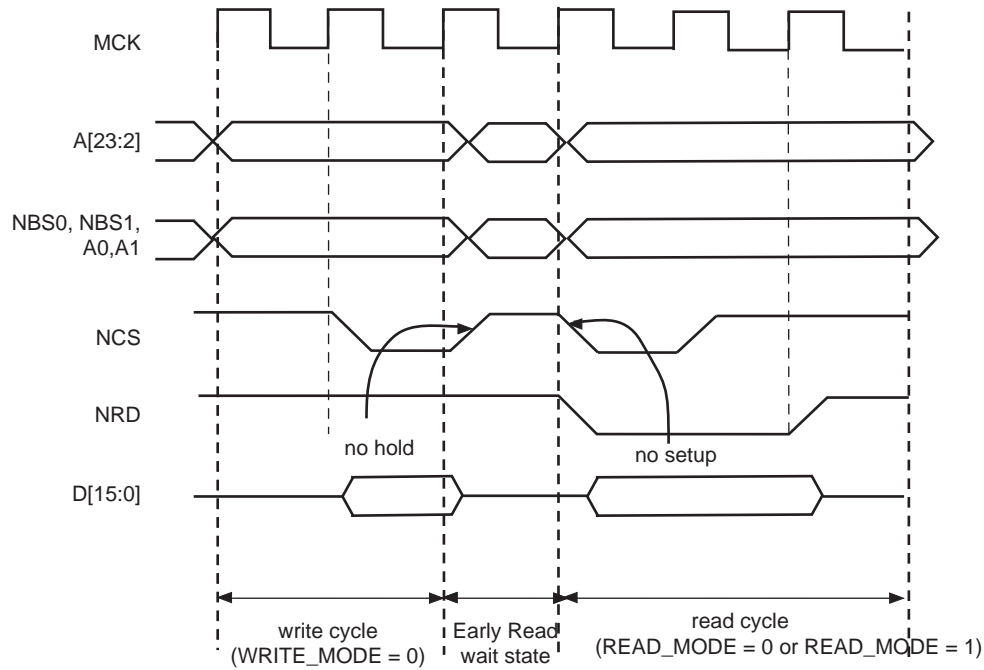 MCK
A[23:2]
NBS0, NBS1,
A0,A1
NCS
NRD
no hold
no setup
D[15:0]
write cycle
(WRITE_MODE = 0)
Early Read
wait state
read cycle
(READ_MODE = 0 or READ_MODE = 1)